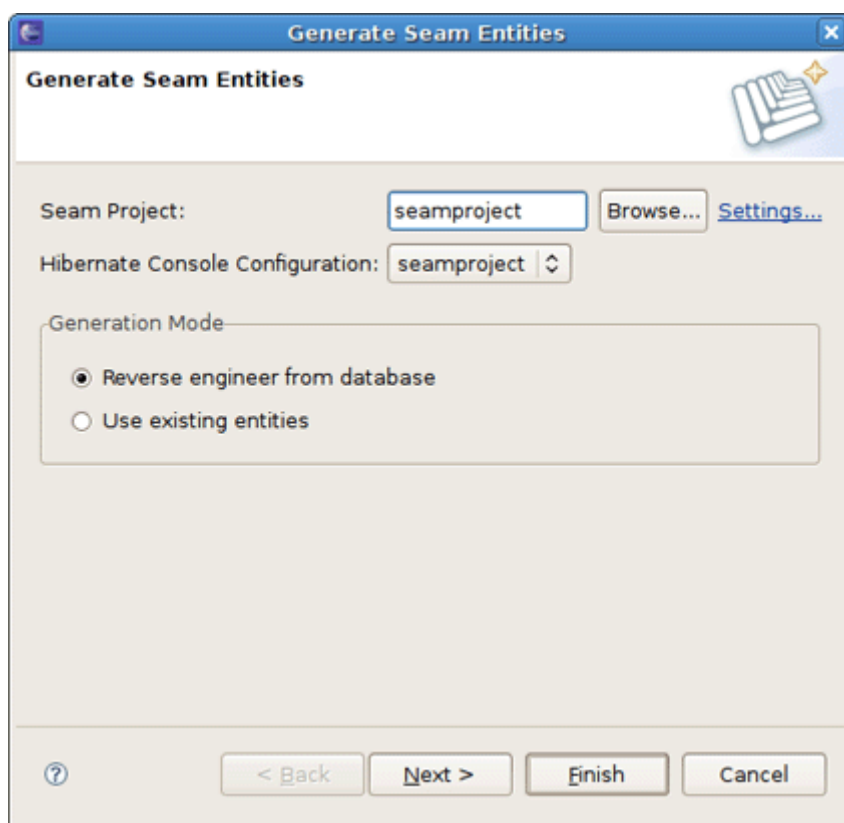 Generate Seam Entities
Generate Seam Entities
Seam Project: seamproject Browse... Settings...
Hibernate Console Configuration: seamproject
Generation Mode
Reverse engineer from database
Use existing entities
? < Back Next > Finish Cancel